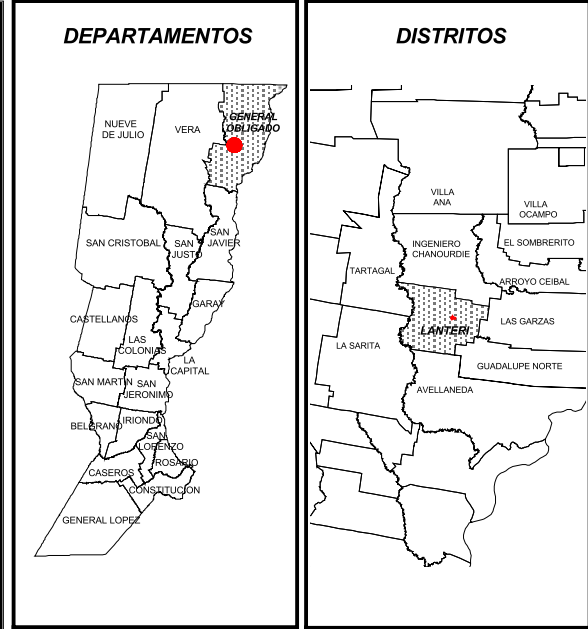 DEPARTAMENTOS
NUEVE
DE JULIO
VERA
GENERAL
OBLIGADO
SAN CRISTOBAL
SAN
JUSTO
SAN
JAVIER
GARAY
CASTELLANOS
LAS
COLONIAS
LA
CAPITAL
SAN MARTIN
SAN
JERONIMO
BELGRANO
IRIONDO
SAN
LORENZO
CASEROS
ROSARIO
CONSTITUCION
GENERAL LOPEZ
DISTRITOS
VILLA
ANA
VILLA
OCAMPO
INGENIERO
CHANOURDIE
EL SOMBRERITO
TARTAGAL
ARROYO CEIBAL
LANTERI
LAS GARZAS
LA SARITA
GUADALUPE NORTE
AVELLANEDA